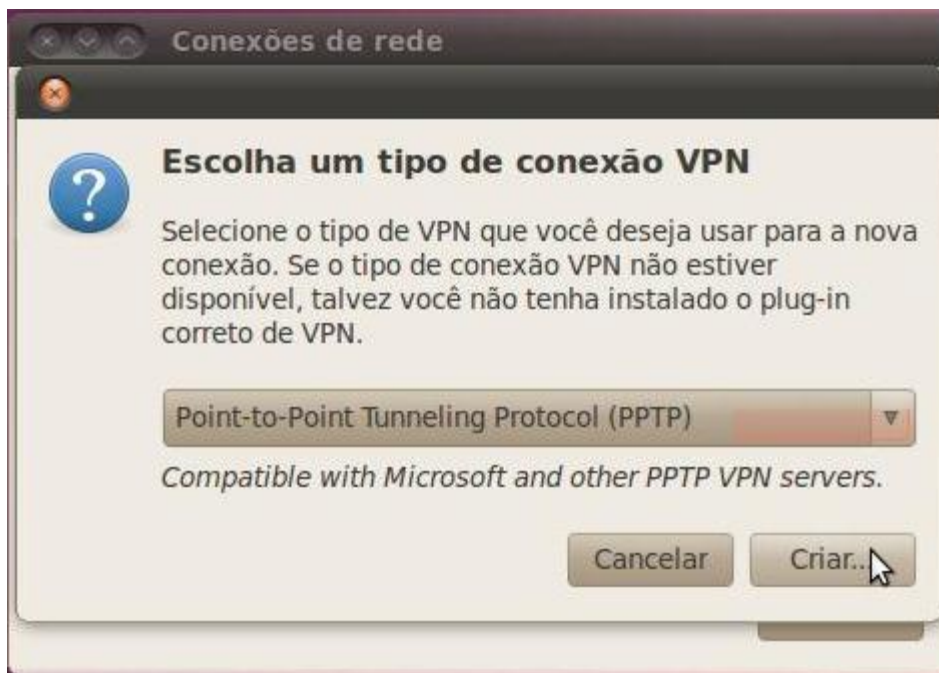 Conexões de rede
Escolha um tipo de conexão VPN
Selecione o tipo de VPN que você deseja usar para a nova
conexão. Se o tipo de conexão VPN não estiver
disponível, talvez você não tenha instalado o plug-in
correto de VPN.
Point-to-Point Tunneling Protocol (PPTP)
Compatible with Microsoft and other PPTP VPN servers.
Cancelar Criar...